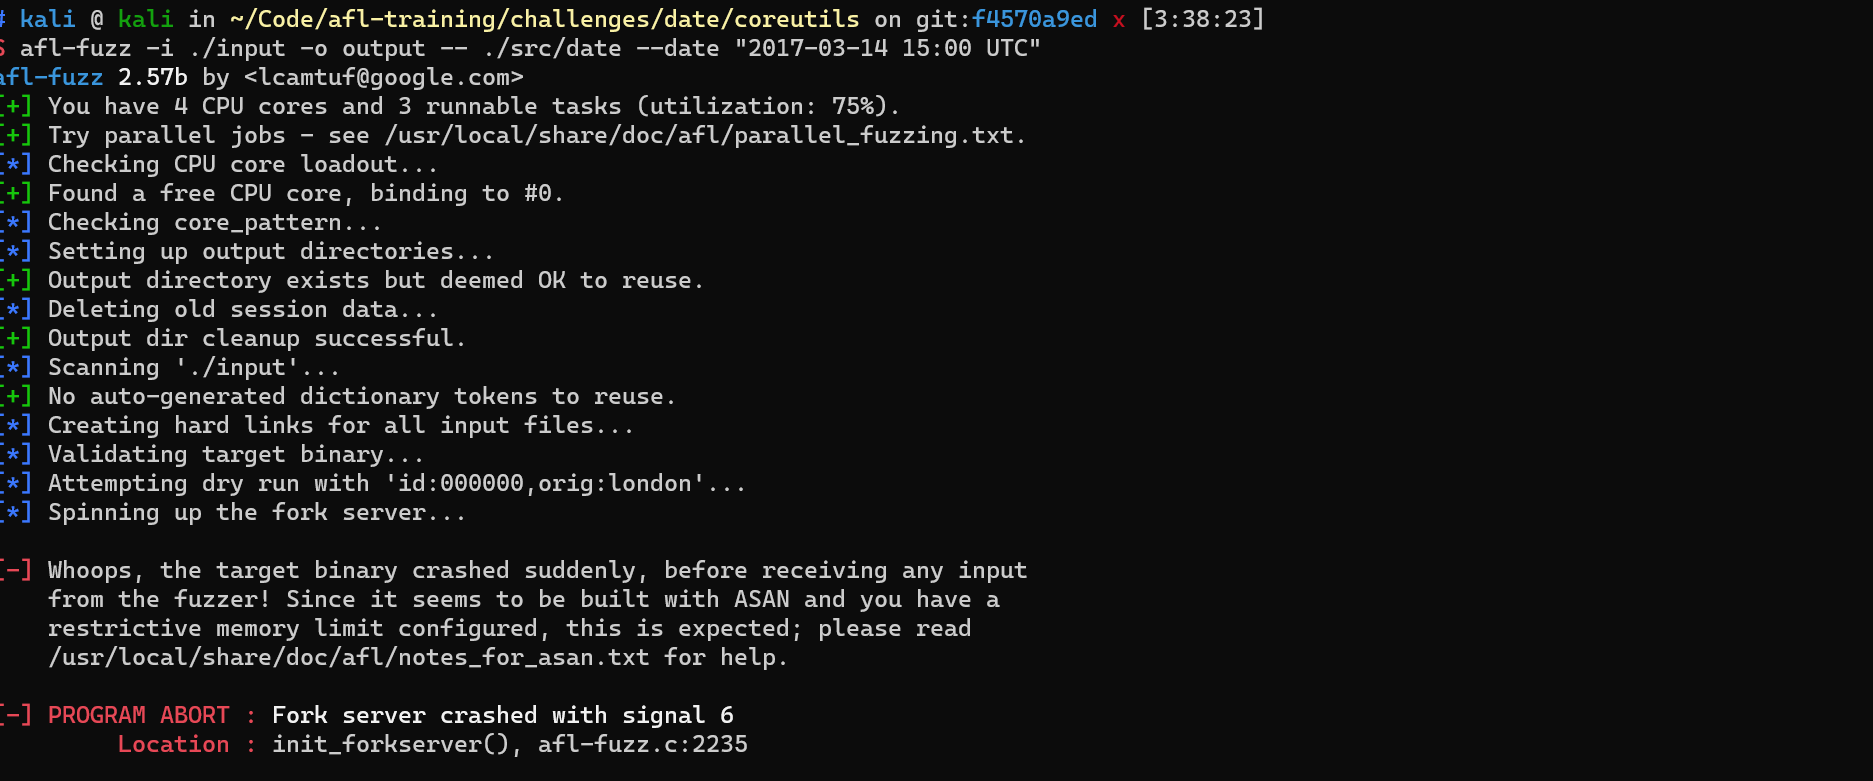 # kali @ kali in ~/Code/afl-training/challenges/date/coreutils on git:f4570a9ed x [3:38:23]
$ afl-fuzz -i ./input -o output -- ./src/date --date "2017-03-14 15:00 UTC"
afl-fuzz 2.57b by <lcamtuf@google.com>
[+] You have 4 CPU cores and 3 runnable tasks (utilization: 75%).
[+] Try parallel jobs - see /usr/local/share/doc/afl/parallel_fuzzing.txt.
[*] Checking CPU core loadout...
[+] Found a free CPU core, binding to #0.
[*] Checking core_pattern...
[*] Setting up output directories...
[+] Output directory exists but deemed OK to reuse.
[*] Deleting old session data...
[+] Output dir cleanup successful.
[*] Scanning './input'...
[+] No auto-generated dictionary tokens to reuse.
[*] Creating hard links for all input files...
[*] Validating target binary...
[*] Attempting dry run with 'id:000000,orig:london'...
[*] Spinning up the fork server...
[-] Whoops, the target binary crashed suddenly, before receiving any input
from the fuzzer! Since it seems to be built with ASAN and you have a
restrictive memory limit configured, this is expected; please read
/usr/local/share/doc/afl/notes_for_asan.txt for help.
[-] PROGRAM ABORT : Fork server crashed with signal 6
Location : init_forkserver(), afl-fuzz.c:2235